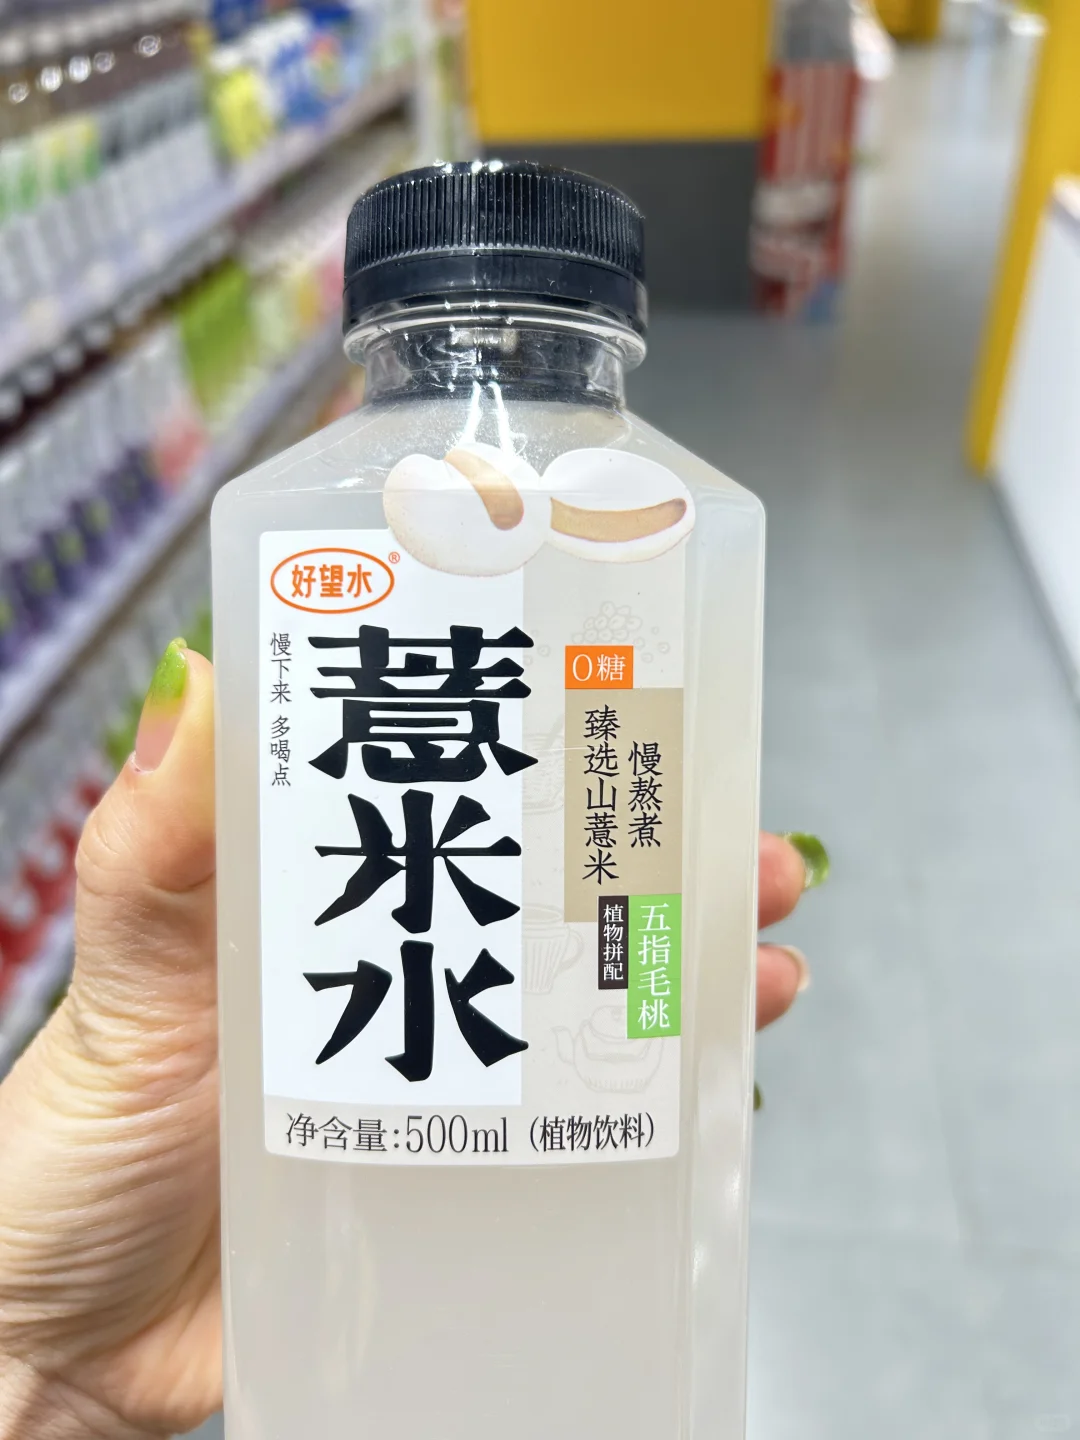 好望水®
慢下来 多喝点
薏米水
0糖
臻选山薏米
慢熬煮
植物拼配
五指毛桃
净含量:500ml (植物饮料)